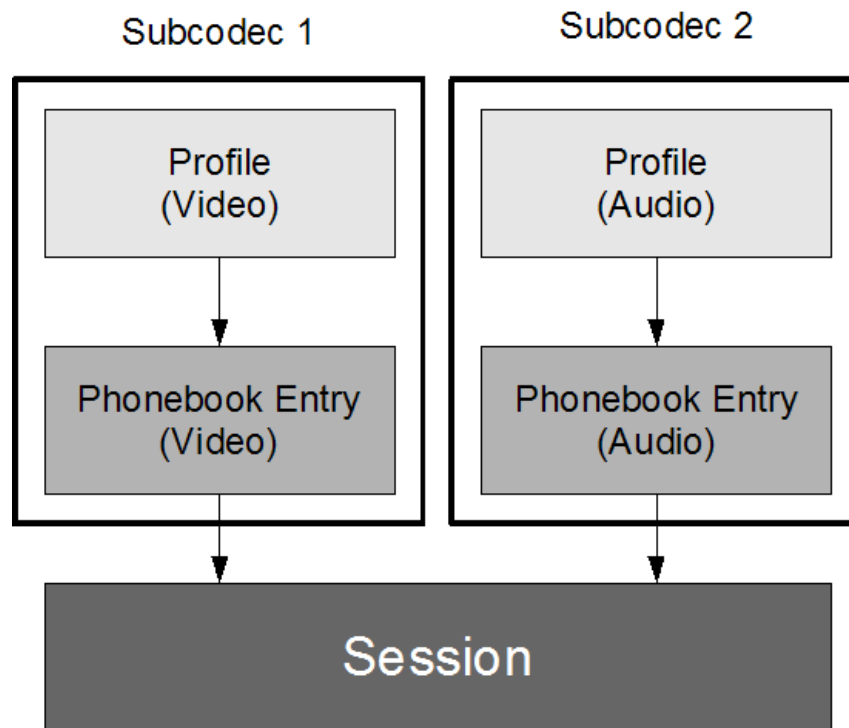 Subcodec 1
Subcodec 2
Profile
(Video)
Profile
(Audio)
Phonebook Entry
(Video)
Phonebook Entry
(Audio)
Session